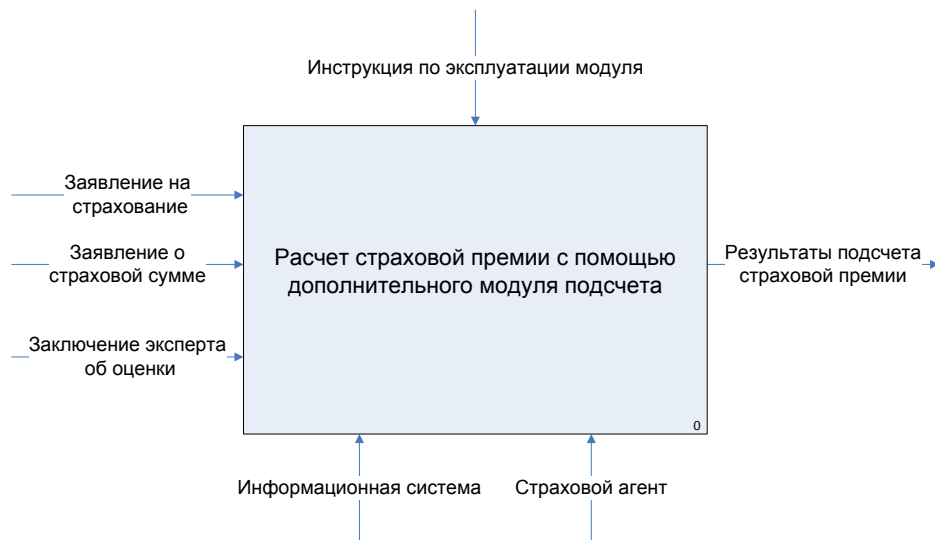 Инструкция по эксплуатации модуля
Заявление на
страхование
Заявление о
страховой сумме
Заключение эксперта
об оценки
Расчет страховой премии с помощью
дополнительного модуля подсчета
0
Результаты подсчета
страховой премии
Информационная система
Страховой агент